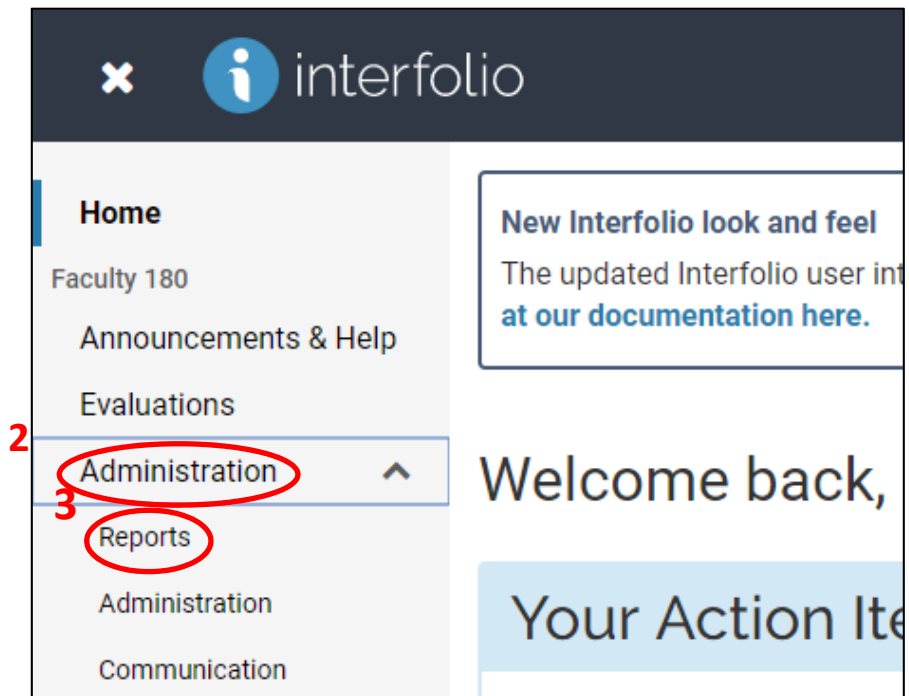 interfolio
Home
Faculty 180
Announcements & Help
Evaluations
2
Administration
3
Reports
Administration
Communication
New Interfolio look and feel
The updated Interfolio user int
at our documentation here.
Welcome back,
Your Action Ite